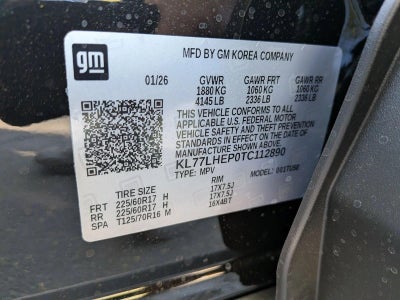 gm
MFD BY GM KOREA COMPANY
01/26 GVWR GAWR FRT GAWR RR
1880 KG 1060 KG 1060 KG
4145 LB 2336 LB 2336 LB
THIS VEHICLE CONFORMS TO ALL
APPLICABLE U.S. FEDERAL MOTOR
VEHICLE SAFETY AND BUMPER
STANDARDS IN EFFECT ON THE DATE
OF MANUFACTURE SHOWN ABOVE.
KL77LHEP0TC112890
TYPE: MPV
TIRE SIZE RIM
FRT 225/60R17 H 17X7.5J
RR 225/60R17 H 17X7.5J
SPA T125/70R16 M 16X4BT